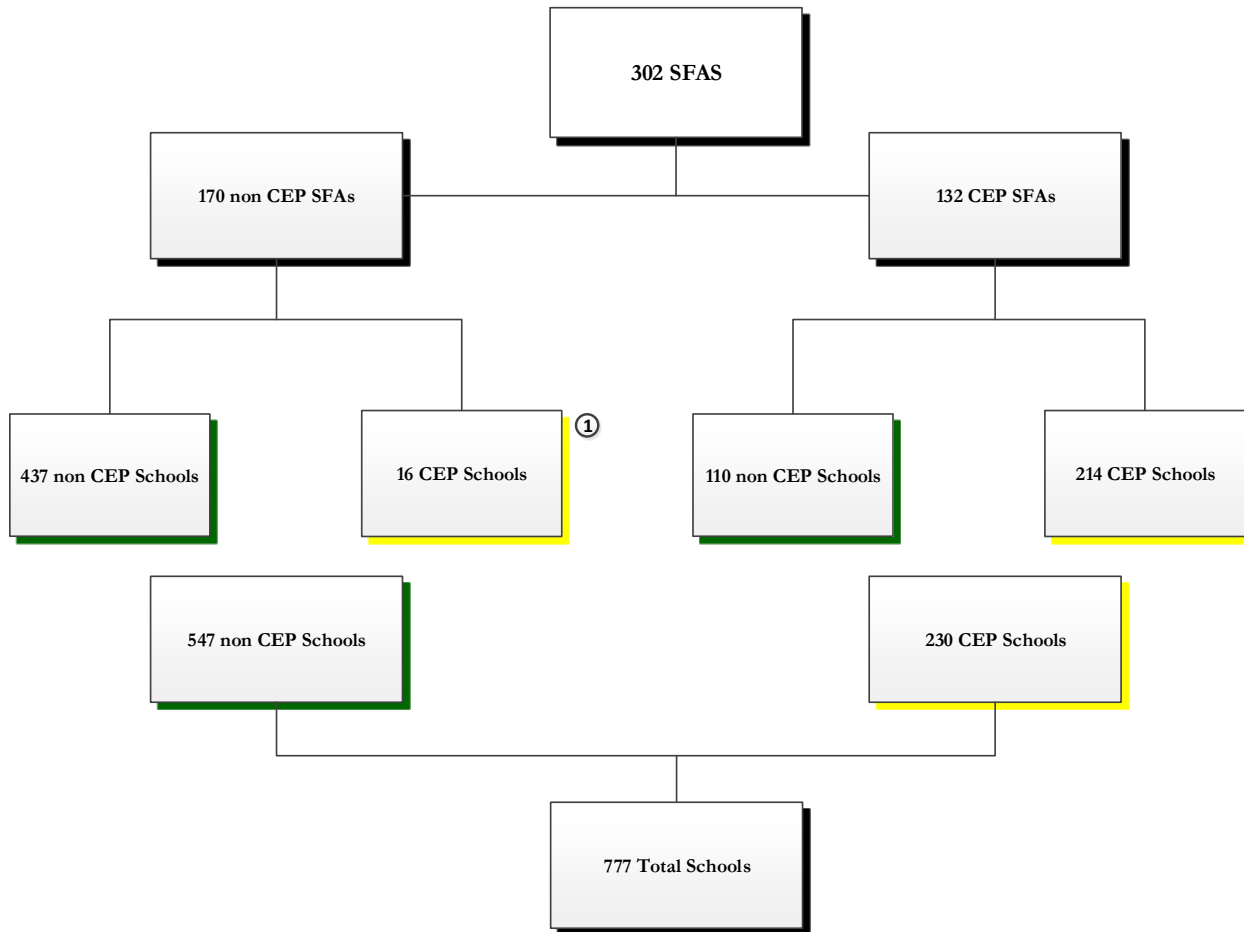 302 SFAS
170 non CEP SFAs
132 CEP SFAs
437 non CEP Schools
16 CEP Schools
1
110 non CEP Schools
214 CEP Schools
547 non CEP Schools
230 CEP Schools
777 Total Schools